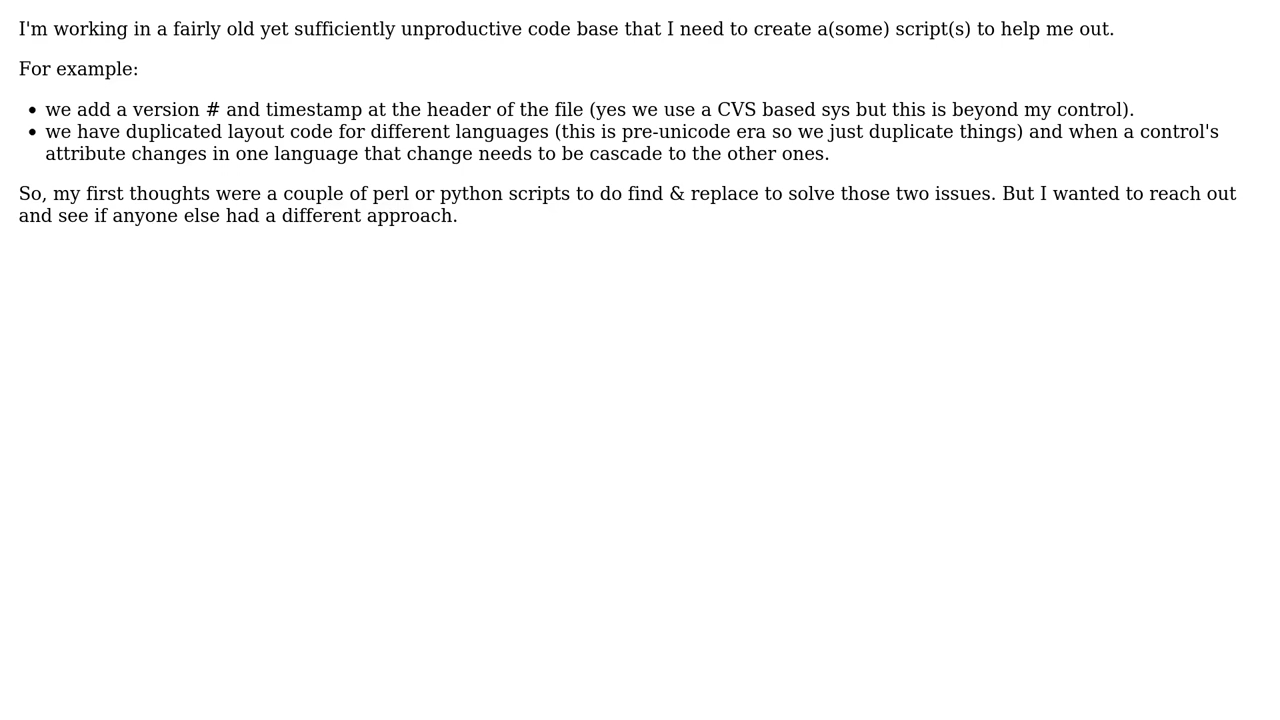 I'm working in a fairly old yet sufficiently unproductive code base that I need to create a(some) script(s) to help me out.
For example:
• we add a version # and timestamp at the header of the file (yes we use a CVS based sys but this is beyond my control).
• we have duplicated layout code for different languages (this is pre-unicode era so we just duplicate things) and when a control's
attribute changes in one language that change needs to be cascade to the other ones.
So, my first thoughts were a couple of perl or python scripts to do find & replace to solve those two issues. But I wanted to reach out
and see if anyone else had a different approach.